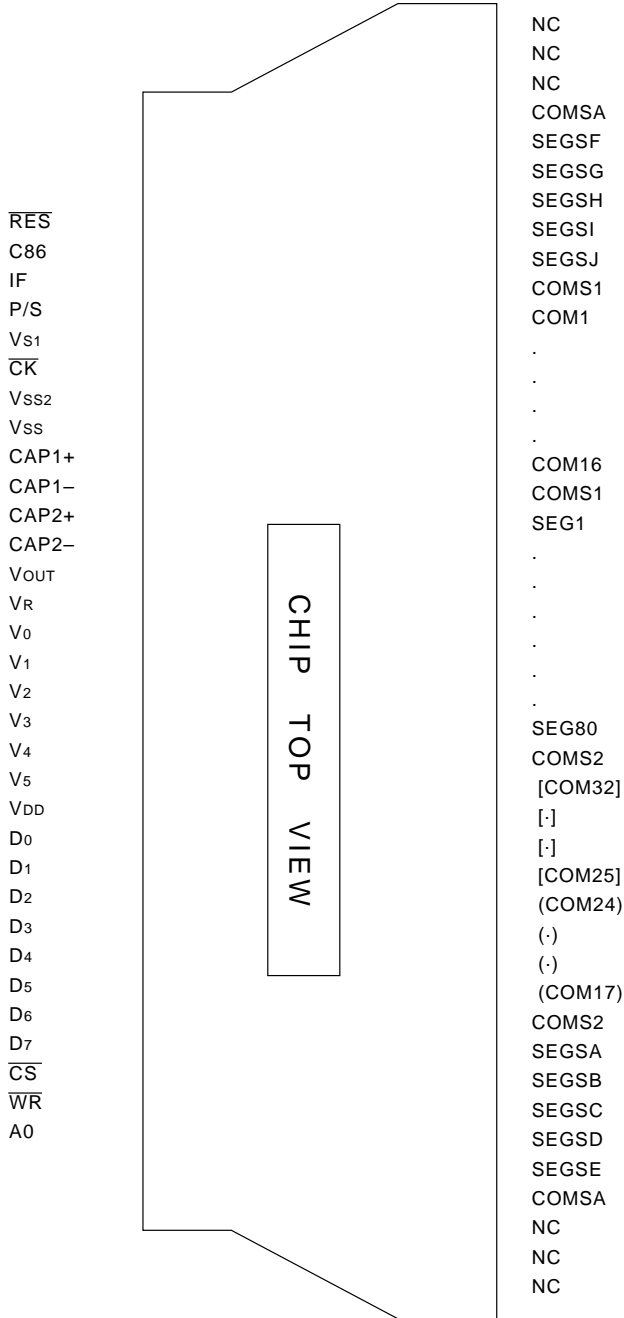 RES
C86
IF
P/S
VS1
CK
VSS2
VSS
CAP1+
CAP1–
CAP2+
CAP2–
VOUT
VR
V0
V1
V2
V3
V4
V5
VDD
D0
D1
D2
D3
D4
D5
D6
D7
CS
WR
A0
CHIP TOP VIEW
NC
NC
NC
COMSA
SEGSF
SEGSG
SEGSH
SEGSI
SEGSJ
COMS1
COM1
.
.
.
.
COM16
COMS1
SEG1
.
.
.
.
.
.
SEG80
COMS2
[COM32]
[·]
[·]
[COM25]
(COM24)
(·)
(·)
(COM17)
COMS2
SEGSA
SEGSB
SEGSC
SEGSD
SEGSE
COMSA
NC
NC
NC